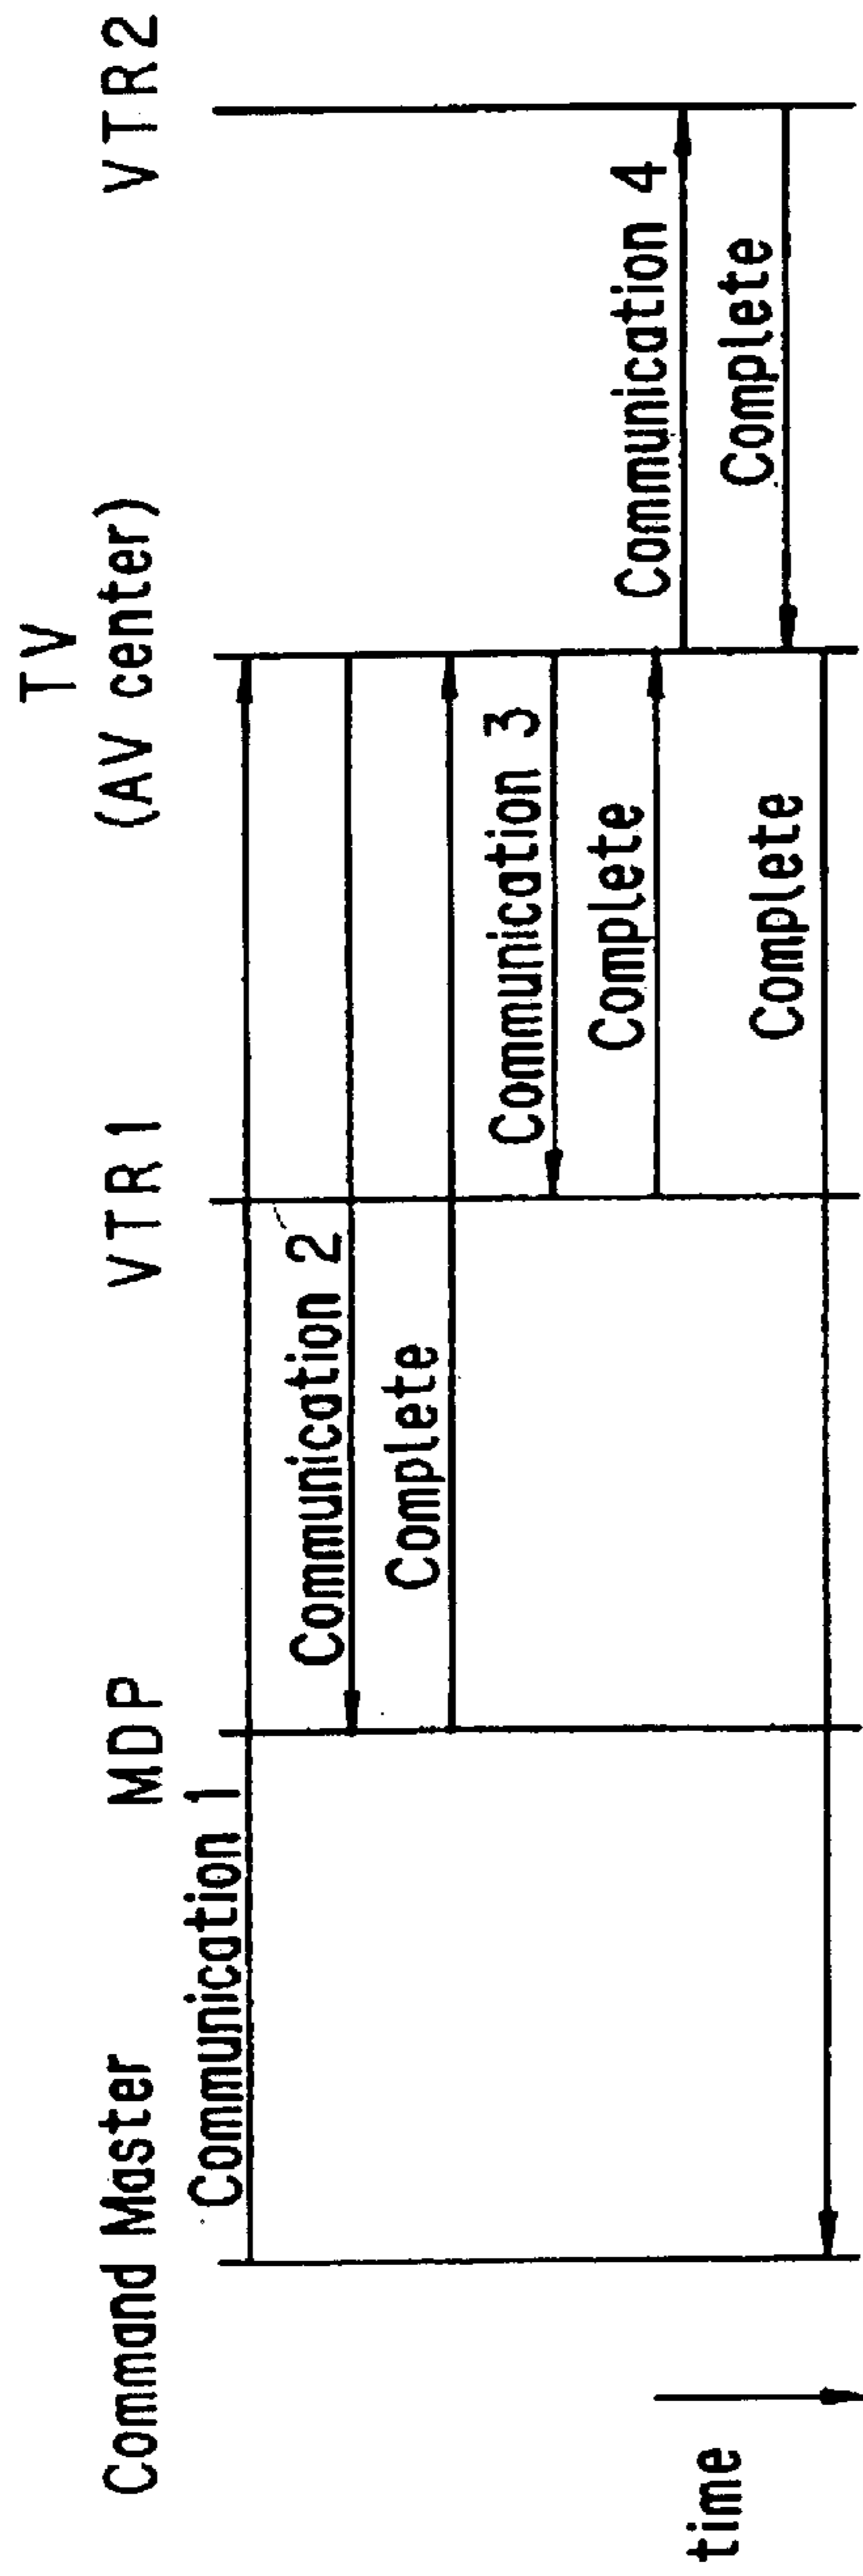 Command Master
MDP
VTR1
TV
(AV center)
VTR2
Communication 1
Communication 2
Complete
Communication 3
Complete
Communication 4
Complete
Complete
time